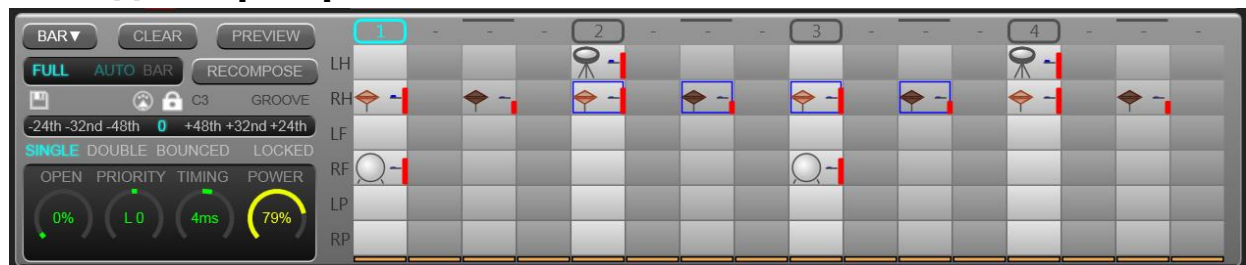 BAR▼ CLEAR PREVIEW
FULL AUTO BAR RECOMPOSE
C3 GROOVE
-24th -32nd -48th 0 +48th +32nd +24th
SINGLE DOUBLE BOUNCED LOCKED
OPEN PRIORITY TIMING POWER
0% L 0 4ms 79%
1 - - - 2 - - - 3 - - - 4 - - -
LH
RH
LF
RF
LP
RP